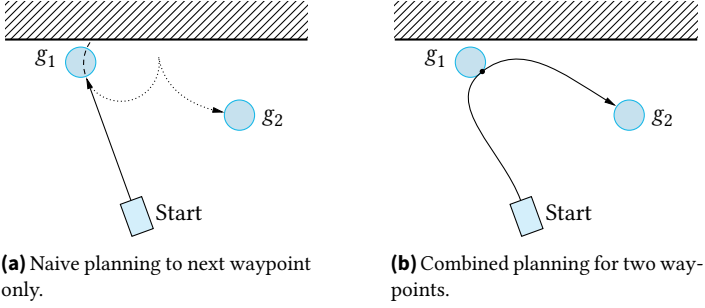 g1
g2
Start
(a) Naive planning to next waypoint
only.
g1
g2
Start
(b) Combined planning for two way-
points.